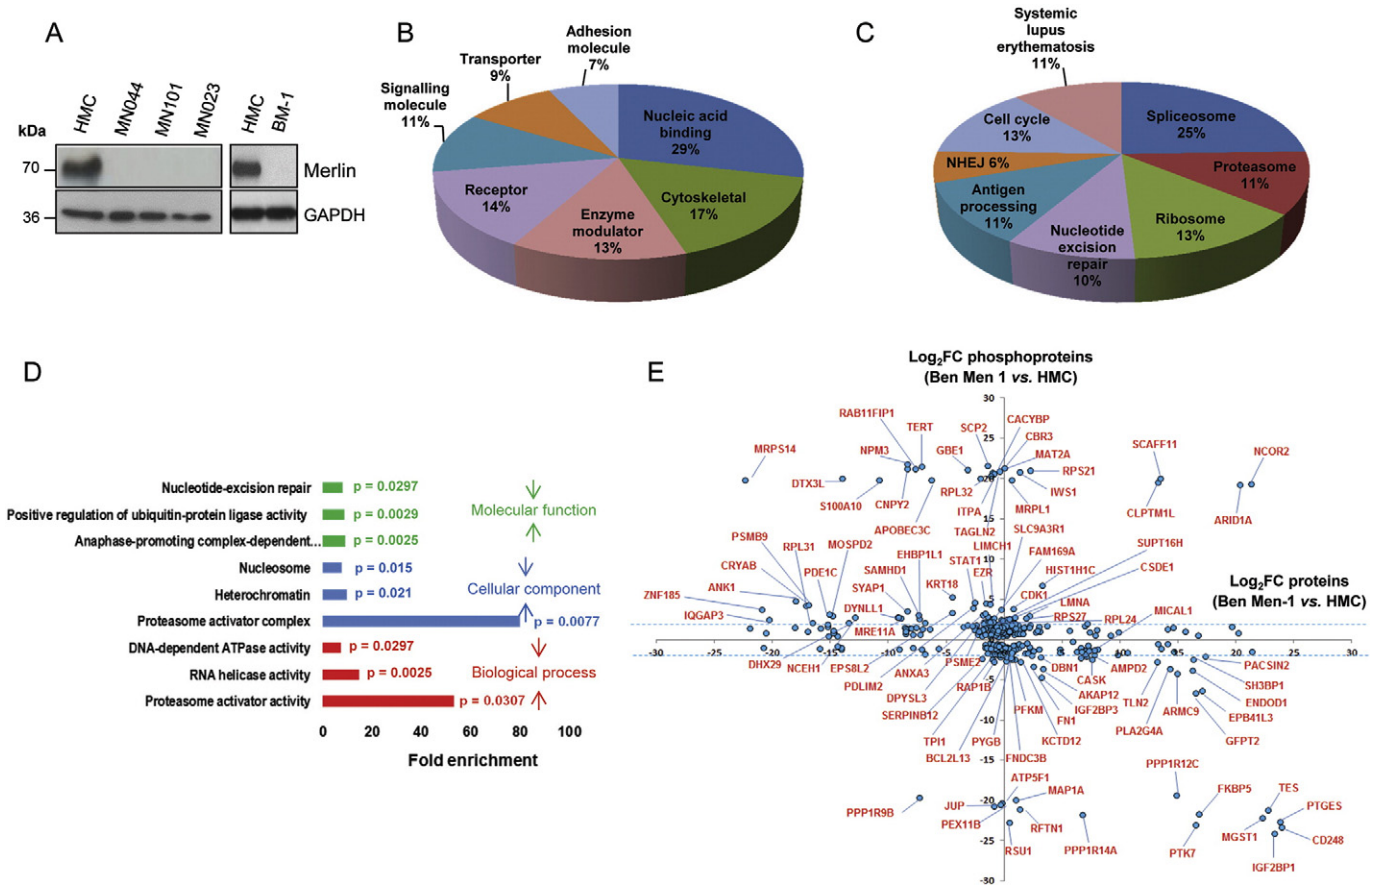 A
HMC
MN044
MN101
MN023
HMC
BM-1
kDa
70
Merlin
36
GAPDH
B
Adhesion
molecule
7%
Transporter
9%
Signalling
molecule
11%
Nucleic acid
binding
29%
Cytoskeletal
17%
Receptor
14%
Enzyme
modulator
13%
C
Systemic
lupus
erythematosis
11%
Cell cycle
13%
Spliceosome
25%
NHEJ 6%
Proteasome
11%
Antigen
processing
11%
Ribosome
13%
Nucleotide
excision
repair
10%
D
Nucleotide-excision repair
p = 0.0297
Positive regulation of ubiquitin-protein ligase activity
p = 0.0029
Molecular function
Anaphase-promoting complex-dependent...
p = 0.0025
Nucleosome
p = 0.015
Heterochromatin
p = 0.021
Cellular component
Proteasome activator complex
p = 0.0077
DNA-dependent ATPase activity
p = 0.0297
RNA helicase activity
p = 0.0025
Biological process
Proteasome activator activity
p = 0.0307
0 20 40 60 80 100
Fold enrichment
E
Log2FC phosphoproteins
(Ben Men 1 vs. HMC)
30
25
15
10
5
-5
-10
-15
-20
-25
-30
Log2FC proteins
(Ben Men-1 vs. HMC)
-30 -25 -20 -15 -10 -5 0 5 10 15 20 25 30
RAB11FIP1
TERT
SCP2
CACYBP
CBR3
MRPS14
NPM3
GBE1
MAT2A
SCAFF11
NCOR2
RPS21
DTX3L
S100A10
CNPY2
RPL32
IWS1
ITPA
MRPL1
CLPTM1L
ARID1A
APOBEC3C
TAGLN2
SLC9A3R1
PSMB9
RPL31
MOSPD2
EHBP1L1
LIMCH1
SUPT16H
STAT1
FAM169A
CRYAB
PDE1C
SAMHD1
EZR
HIST1H1C
CSDE1
ANK1
SYAP1
KRT18
CDK1
ZNF185
DYNLL1
LMNA
IQGAP3
MRE11A
RPS27
RPL24
MICAL1
DHX29
NCEH1
EPS8L2
ANXA3
PSME2
DBN1
AMPD2
PACSIN2
PDLIM2
RAP1B
CASK
SH3BP1
DPYSL3
AKAP12
TLN2
ENDOD1
SERPINB12
PFKM
IGF2BP3
ARMC9
EPB41L3
FN1
PLA2G4A
GFPT2
TPI1
PYGB
KCTD12
BCL2L13
FNDC3B
PPP1R12C
ATP5F1
MAP1A
FKBP5
TES
PPP1R9B
JUP
PTGES
PEX11B
RFTN1
MGST1
CD248
RSU1
PPP1R14A
PTK7
IGF2BP1